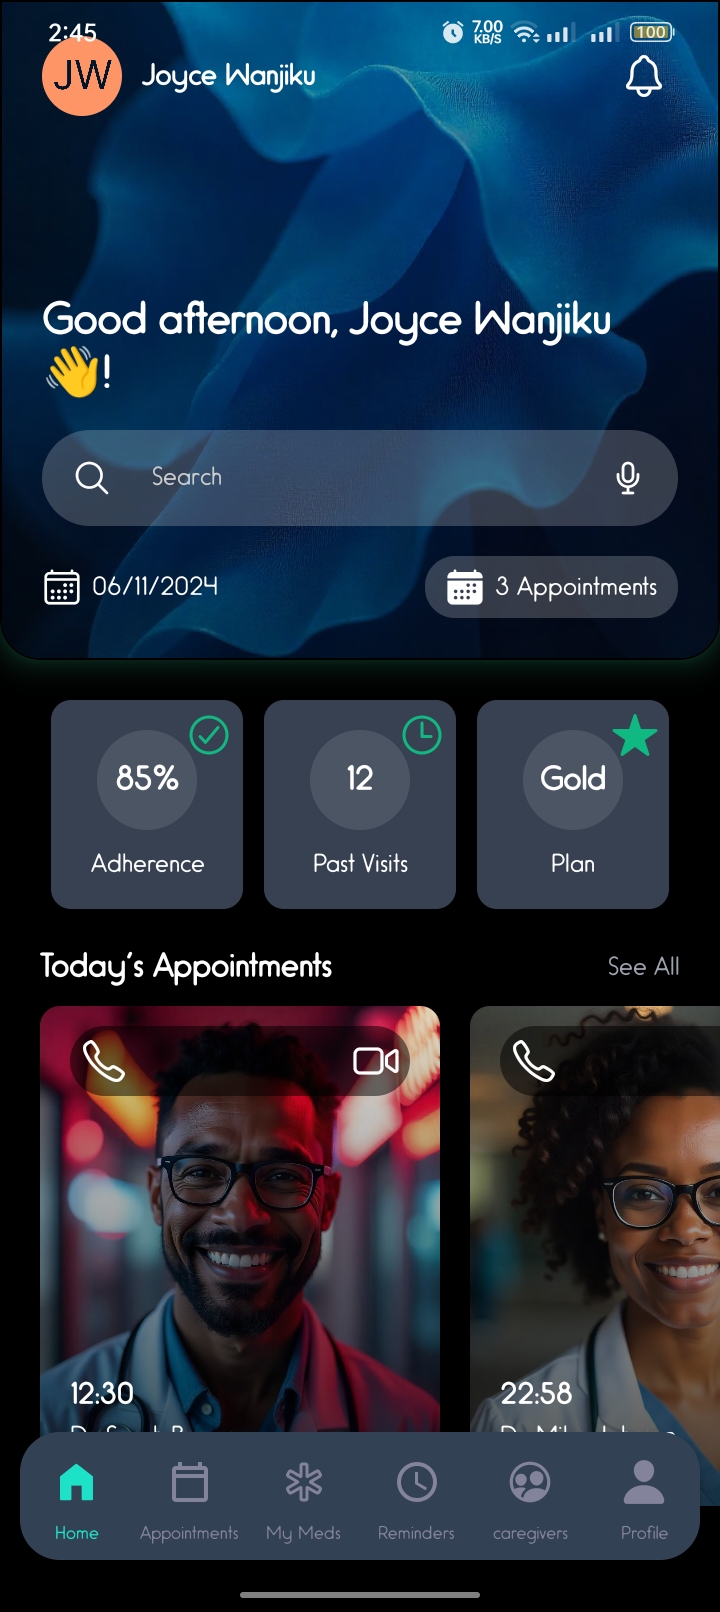 2:45
7.00
KB/S
100
JW
Joyce Wanjiku
Good afternoon, Joyce Wanjiku
👋!
Search
06/11/2024
3 Appointments
85%
12
Gold
Adherence
Past Visits
Plan
Today's Appointments
See All
12:30
22:58
Home
Appointments
My Meds
Reminders
caregivers
Profile